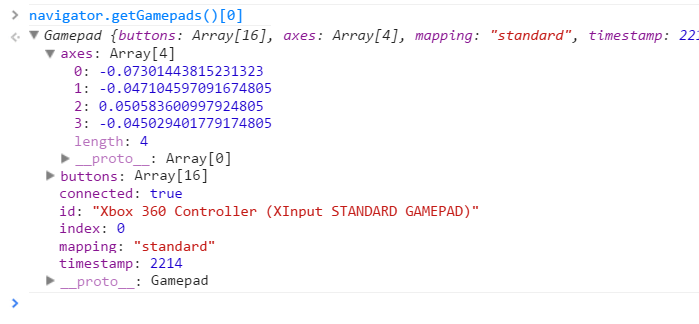 > navigator.getGamepads()[0]
▼ Gamepad {buttons: Array[16], axes: Array[4], mapping: "standard", timestamp: 221
▼ axes: Array[4]
0: -0.07301443815231323
1: -0.047104597091674805
2: 0.050583600997924805
3: -0.045029401779174805
length: 4
▶ __proto__: Array[0]
▶ buttons: Array[16]
connected: true
id: "Xbox 360 Controller (XInput STANDARD GAMEPAD)"
index: 0
mapping: "standard"
timestamp: 2214
▶ __proto__: Gamepad
>